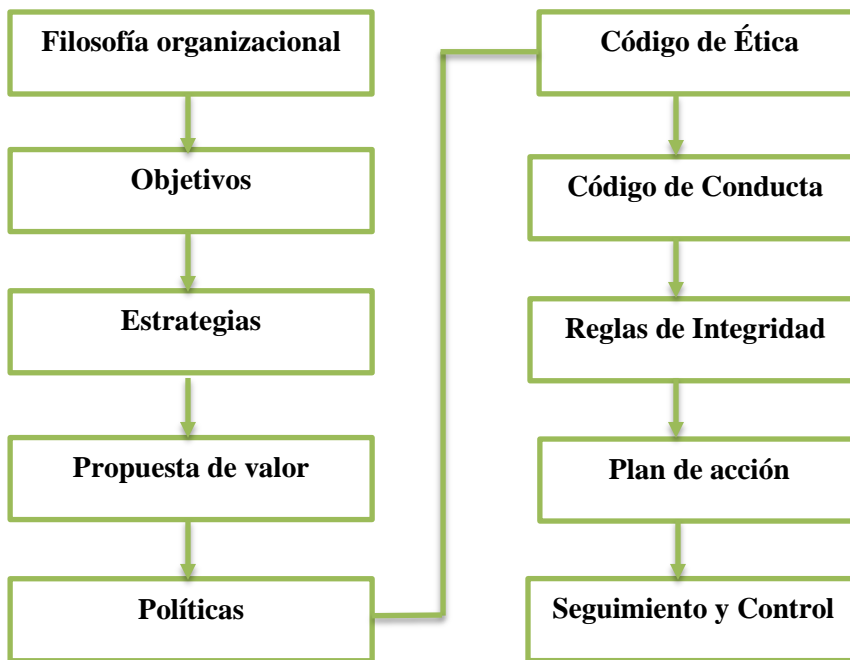 Filosofía organizacional
Objetivos
Estrategias
Propuesta de valor
Políticas
Código de Ética
Código de Conducta
Reglas de Integridad
Plan de acción
Seguimiento y Control